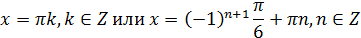 x = πk, k ∈ Z или x = (−1)ⁿ⁺¹ π/6 + πn, n ∈ Z